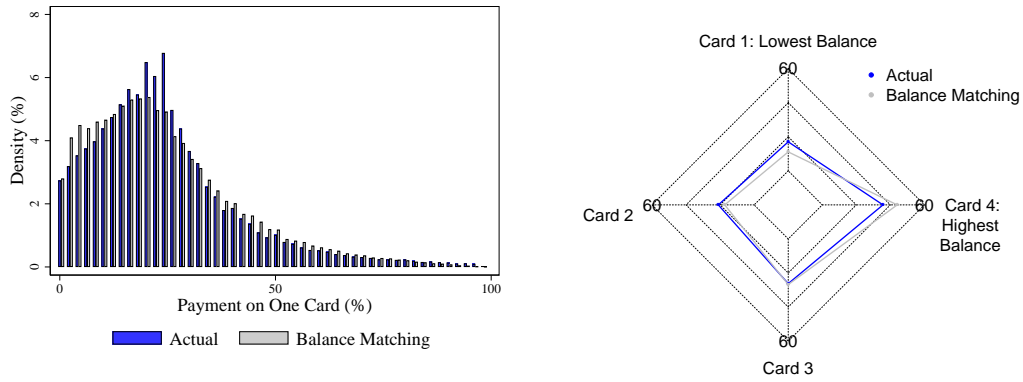 8
6
4
2
0
Density (%)
0
50
100
Payment on One Card (%)
Actual
Balance Matching
Card 1: Lowest Balance
60
Actual
Balance Matching
Card 2
60
60
Card 4:
Highest
Balance
60
Card 3